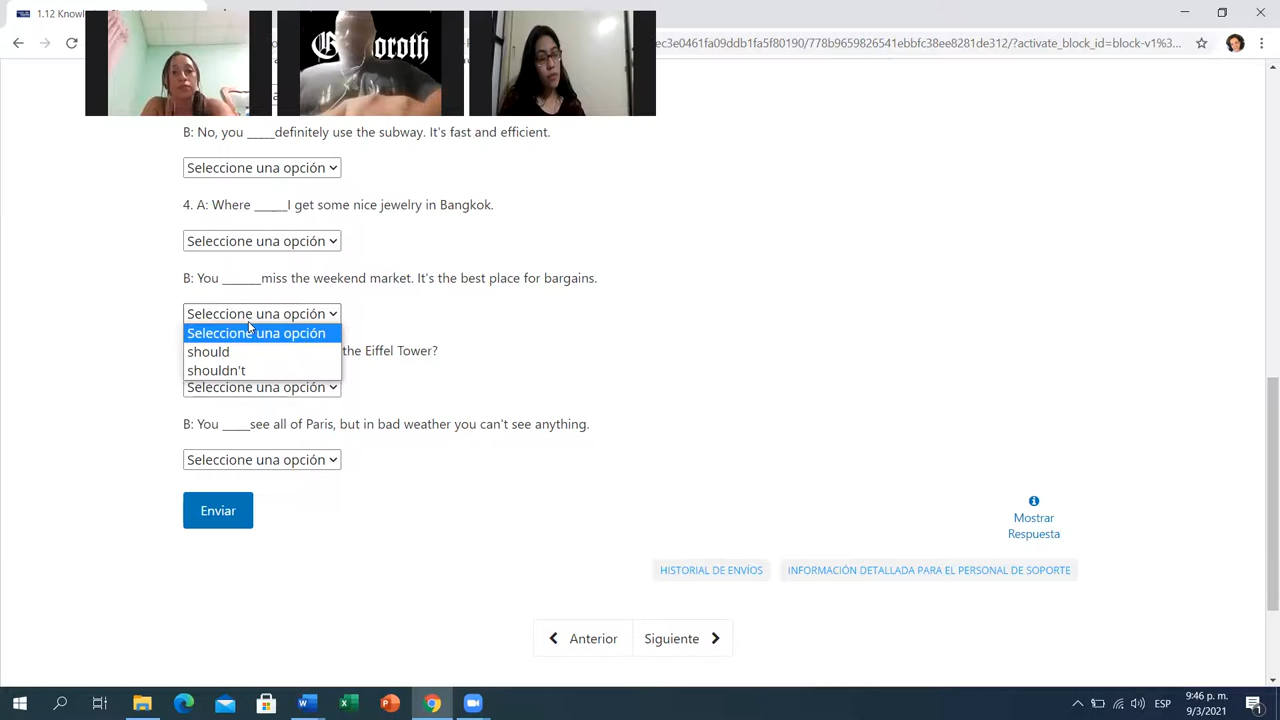 1.12 Know
ec3e0461fa09ddb1fa5f80190/778b9659826541ebbfc38ee8281de312/?activate_block_id=block-v1%3...
B: No, you ____definitely use the subway. It's fast and efficient.
Seleccione una opción
4. A: Where _____I get some nice jewelry in Bangkok.
Seleccione una opción
B: You ______miss the weekend market. It's the best place for bargains.
Seleccione una opción
Seleccione una opción
should
the Eiffel Tower?
shouldn't
Seleccione una opción
B: You ____see all of Paris, but in bad weather you can't see anything.
Seleccione una opción
Enviar
Mostrar
Respuesta
HISTORIAL DE ENVÍOS
INFORMACIÓN DETALLADA PARA EL PERSONAL DE SOPORTE
Anterior
Siguiente
9:46 p. m.
ESP
9/3/2021